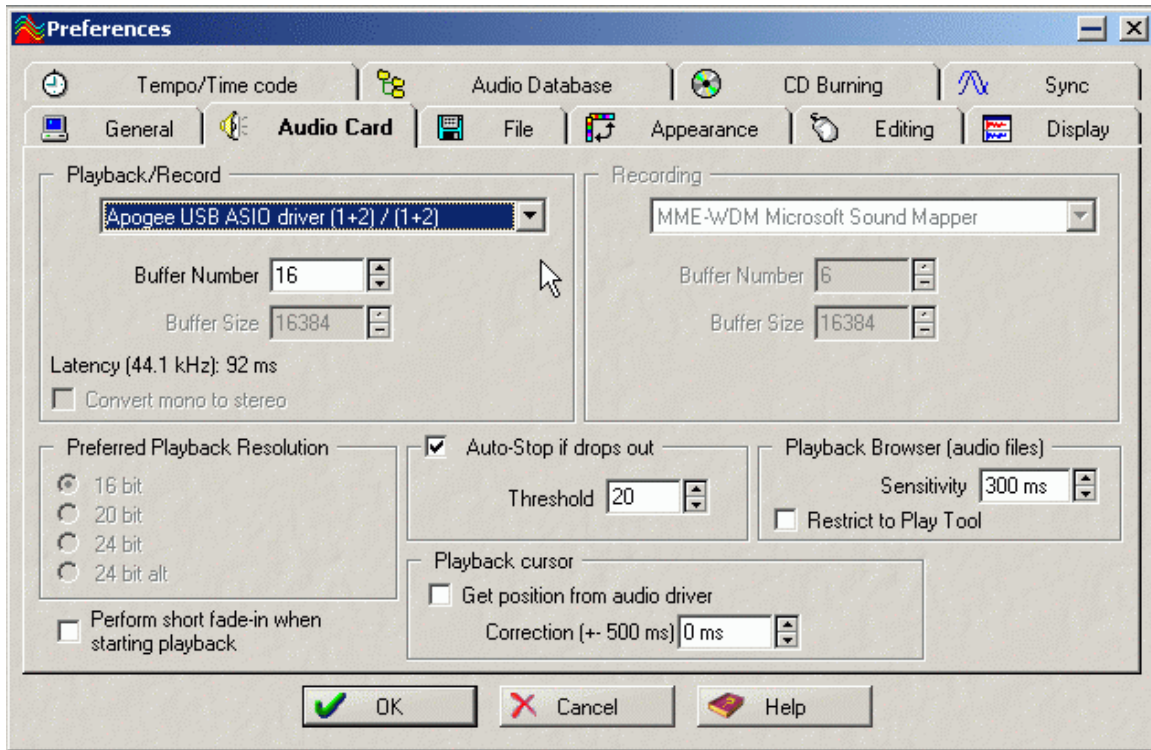 Preferences
Tempo/Time code
Audio Database
CD Burning
Sync
General
Audio Card
File
Appearance
Editing
Display
Playback/Record
Apogee USB ASIO driver (1+2) / (1+2)
Buffer Number 16
Buffer Size 16384
Latency (44.1 kHz): 92 ms
Convert mono to stereo
Recording
MME-WDM Microsoft Sound Mapper
Buffer Number 6
Buffer Size 16384
Preferred Playback Resolution
16 bit
20 bit
24 bit
24 bit alt
Perform short fade-in when
starting playback
Auto-Stop if drops out
Threshold 20
Playback Browser (audio files)
Sensitivity 300 ms
Restrict to Play Tool
Playback cursor
Get position from audio driver
Correction (+- 500 ms) 0 ms
OK
Cancel
Help